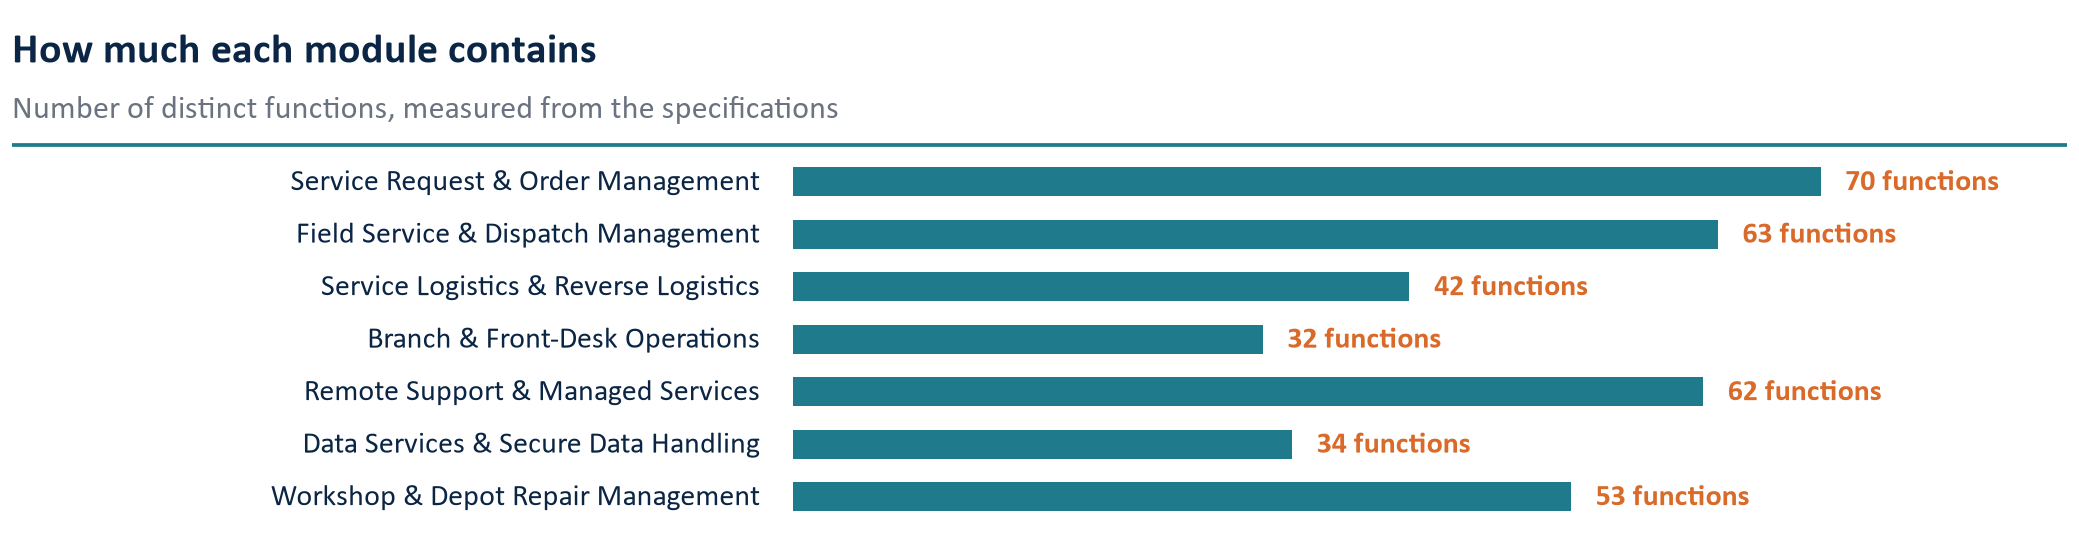 How much each module contains
Number of distinct functions, measured from the specifications
Service Request & Order Management 70 functions
Field Service & Dispatch Management 63 functions
Service Logistics & Reverse Logistics 42 functions
Branch & Front-Desk Operations 32 functions
Remote Support & Managed Services 62 functions
Data Services & Secure Data Handling 34 functions
Workshop & Depot Repair Management 53 functions